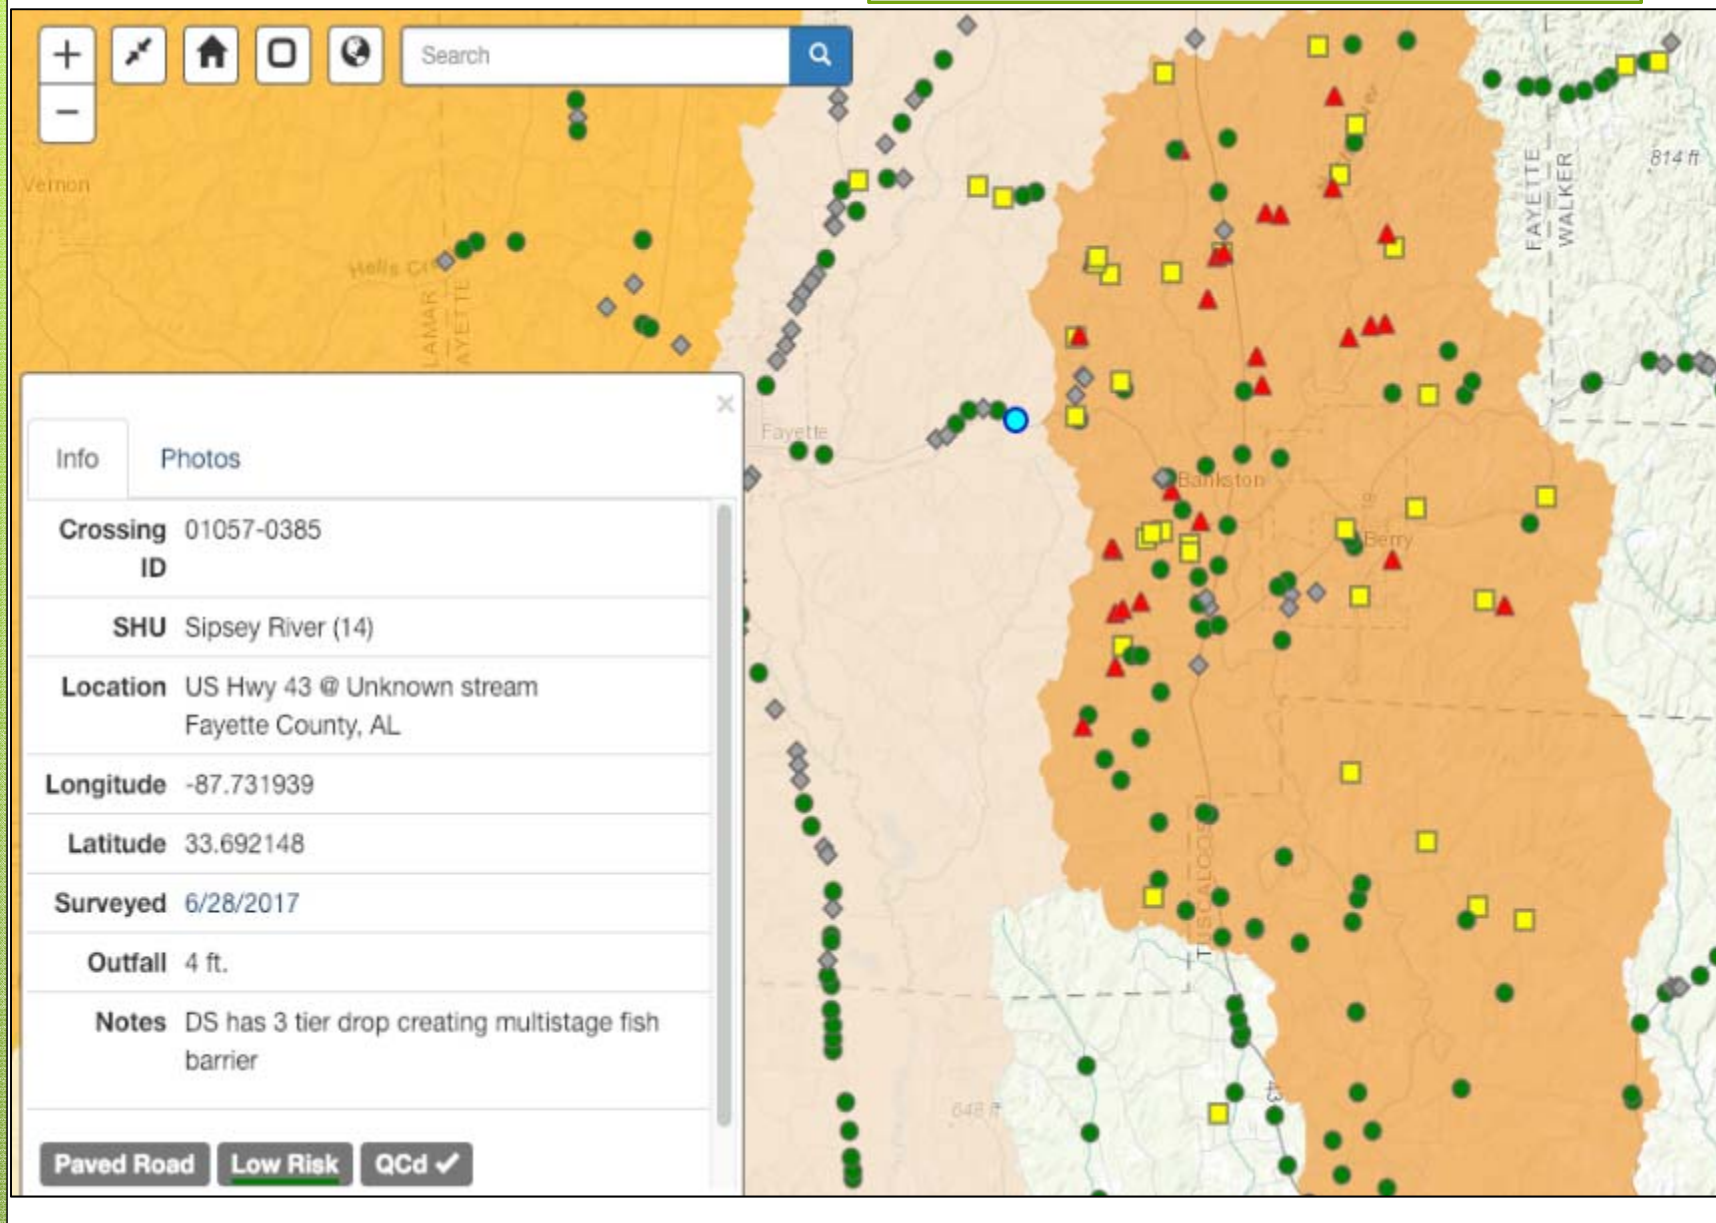 +
−
Search
Vernon
Hells Cr
LAMAR
AYETTE
FAYETTE
WALKER
814 ft
Fayette
Bankston
Berry
TUSCALOOS
43
648 ft
×
Info
Photos
Crossing ID 01057-0385
SHU Sipsey River (14)
Location US Hwy 43 @ Unknown stream
Fayette County, AL
Longitude -87.731939
Latitude 33.692148
Surveyed 6/28/2017
Outfall 4 ft.
Notes DS has 3 tier drop creating multistage fish
barrier
Paved Road Low Risk QCd ✓